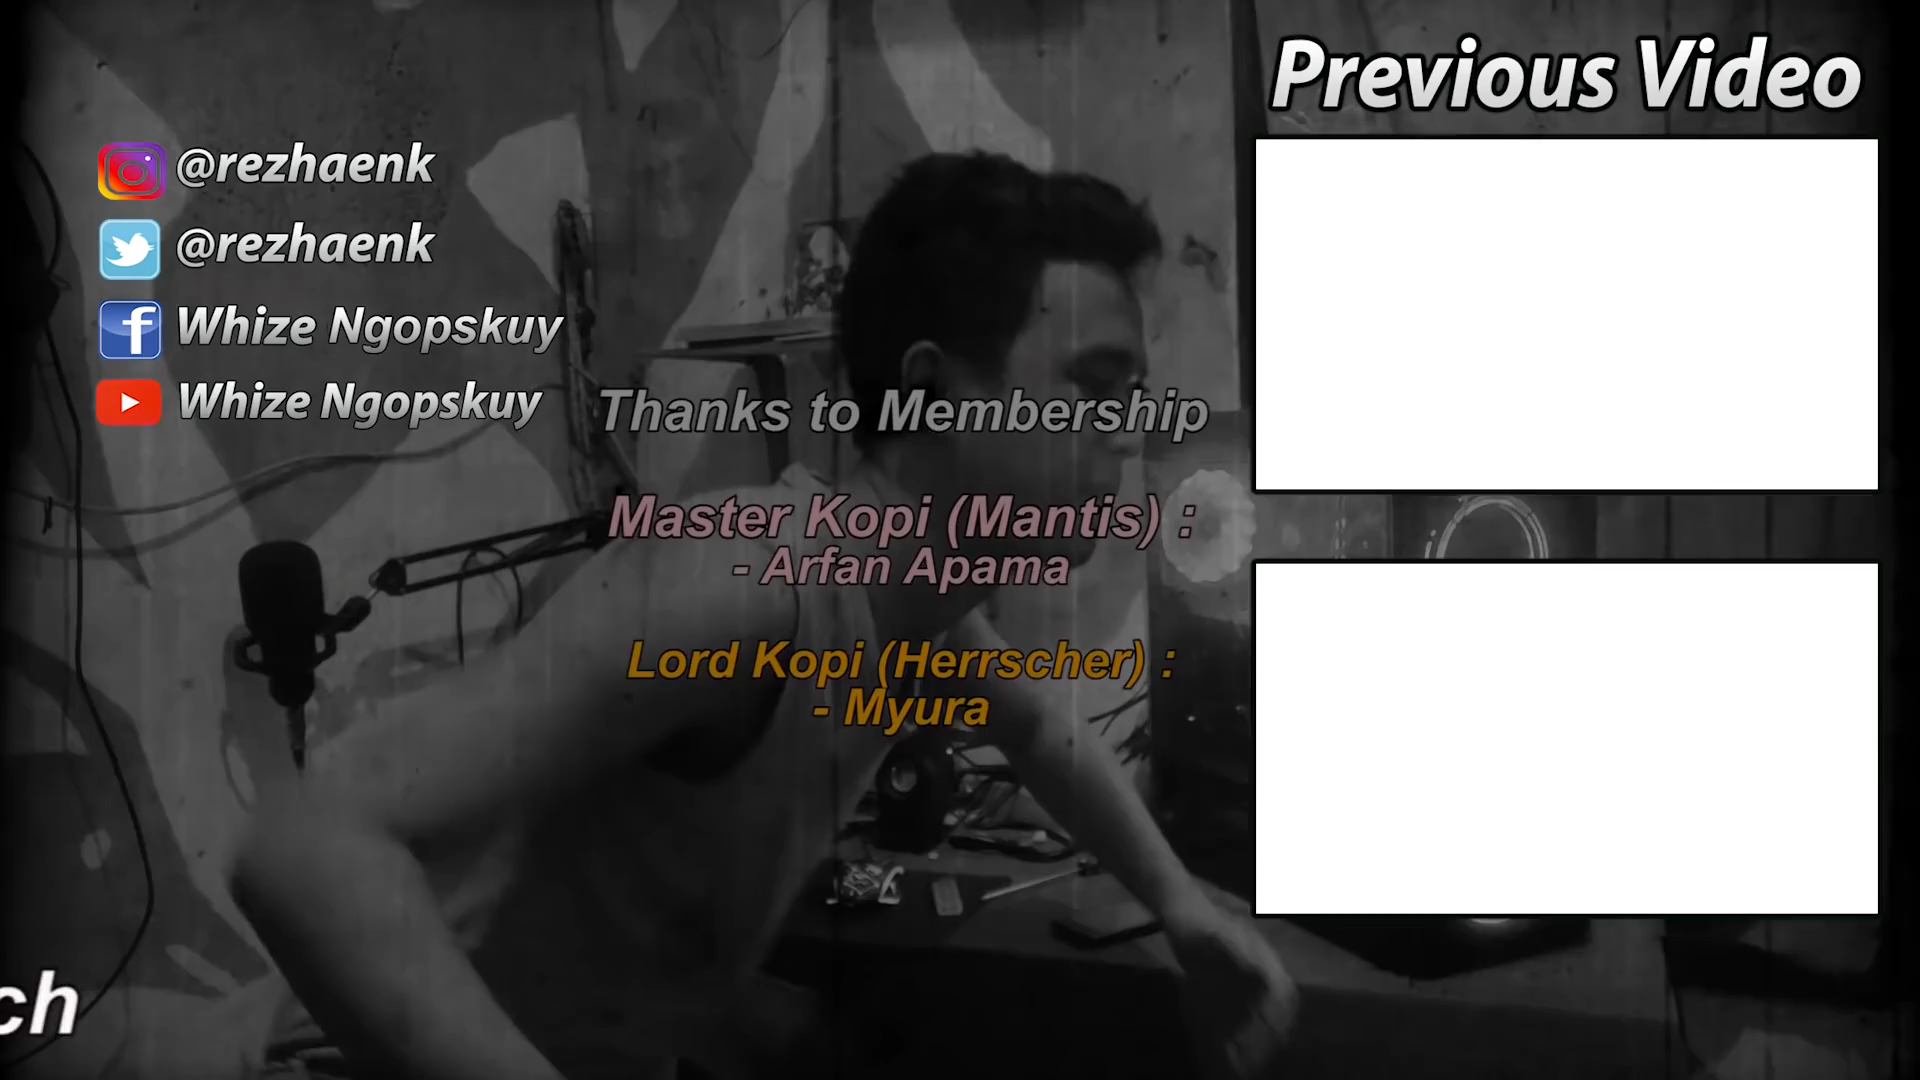 Previous Video
@rezhaenk
@rezhaenk
Whize Ngopskuy
Whize Ngopskuy
Thanks to Membership
Master Kopi (Mantis) :
- Arfan Apama
Lord Kopi (Herrscher) :
- Myura
ch